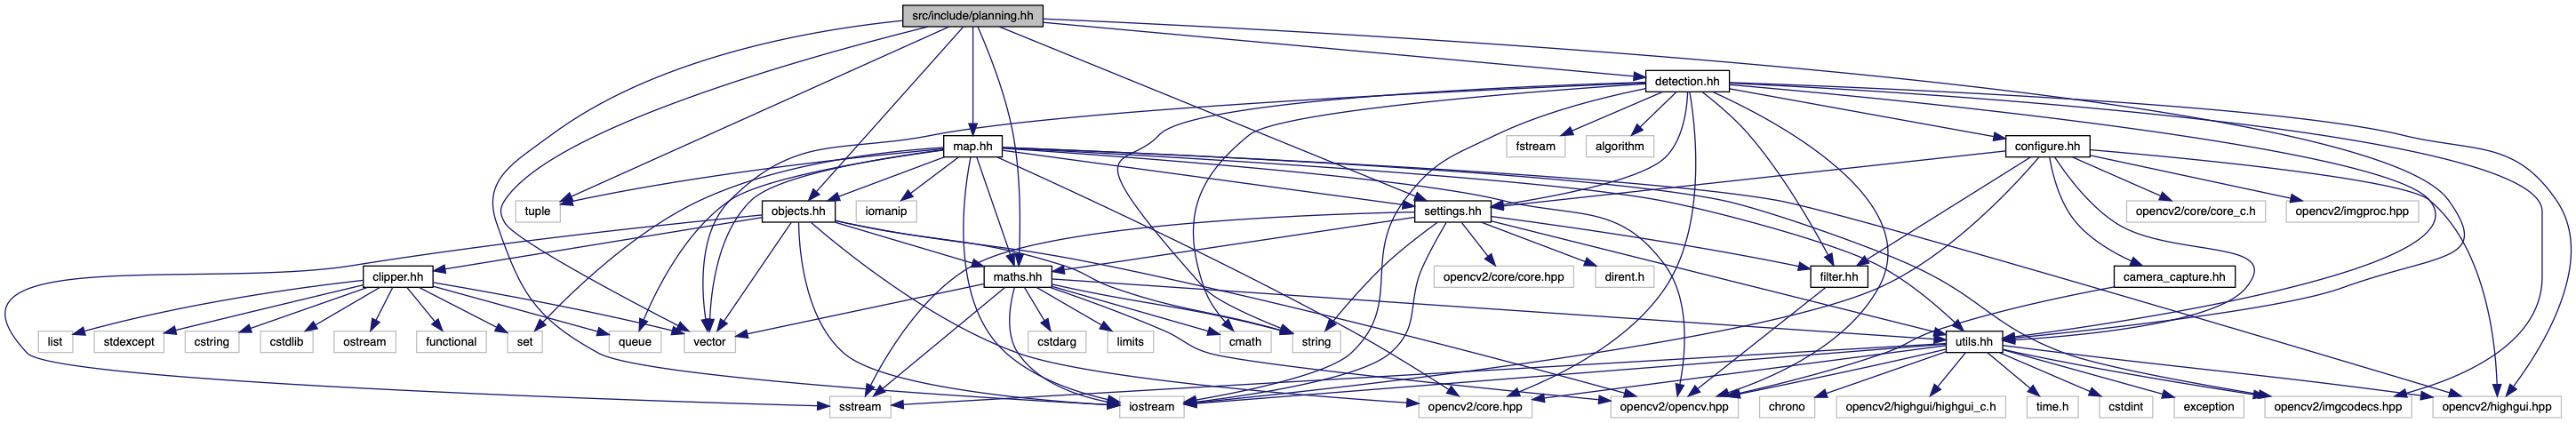 src/include/planning.hh
detection.hh
fstream
algorithm
map.hh
configure.hh
tuple
objects.hh
iomanip
settings.hh
opencv2/core/core_c.h
opencv2/imgproc.hpp
clipper.hh
maths.hh
opencv2/core/core.hpp
dirent.h
filter.hh
camera_capture.hh
list
stdexcept
cstring
cstdlib
ostream
functional
set
queue
vector
cstdarg
limits
cmath
string
utils.hh
sstream
iostream
opencv2/core.hpp
opencv2/opencv.hpp
chrono
opencv2/highgui/highgui_c.h
time.h
cstdint
exception
opencv2/imgcodecs.hpp
opencv2/highgui.hpp